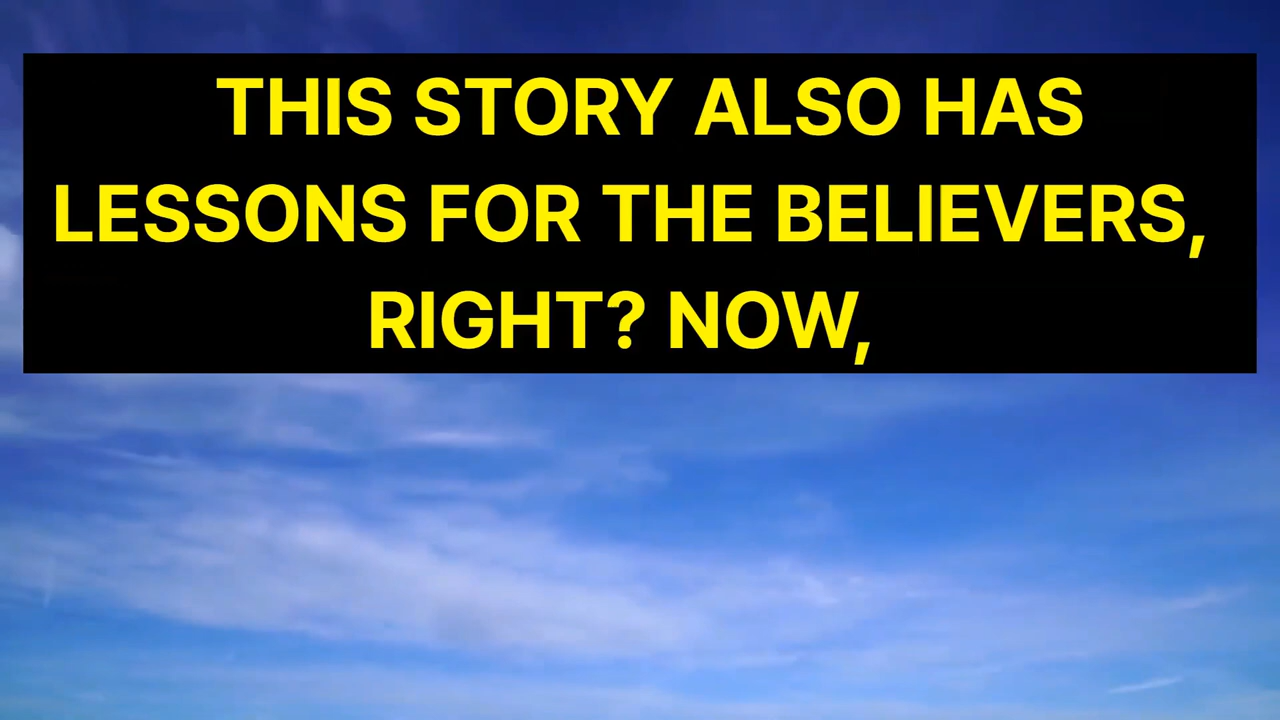 THIS STORY ALSO HAS
LESSONS FOR THE BELIEVERS,
RIGHT? NOW,